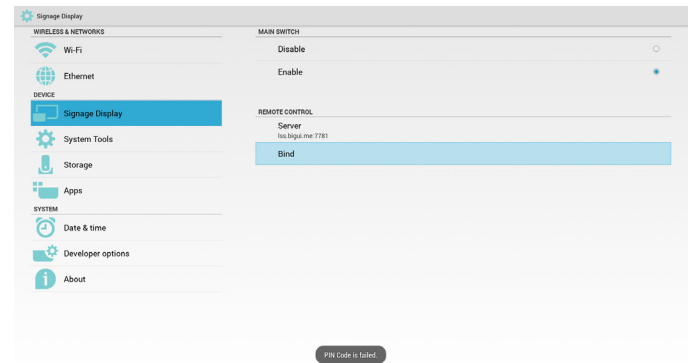 Signage Display
WIRELESS & NETWORKS
Wi-Fi
Ethernet
DEVICE
Signage Display
System Tools
Storage
Apps
SYSTEM
Date & time
Developer options
About
MAIN SWITCH
Disable
Enable
REMOTE CONTROL
Server
lss.bigui.me:7781
Bind
PIN Code is failed.